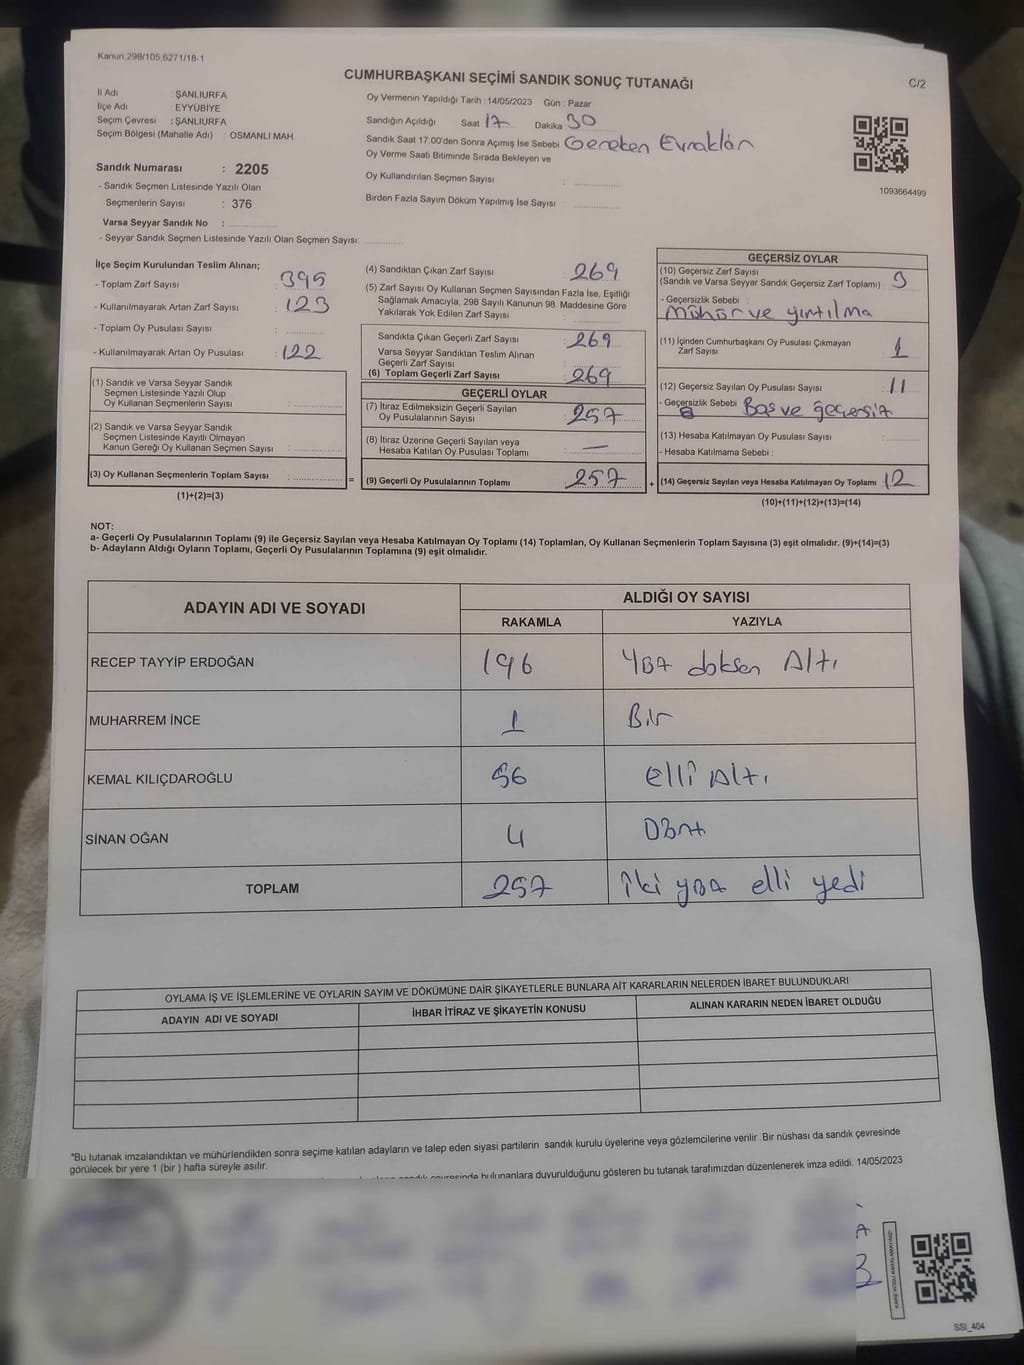 Kanun;298/105,6271/18-1
CUMHURBAŞKANI SEÇİMİ SANDIK SONUÇ TUTANAĞI
C/2
İl Adı : ŞANLIURFA
İlçe Adı : EYYÜBİYE
Seçim Çevresi : ŞANLIURFA
Seçim Bölgesi (Mahalle Adı) : OSMANLI MAH.
Oy Vermenin Yapıldığı Tarih :14/05/2023 Gün : Pazar
Sandığın Açıldığı Saat 17 Dakika 30
Sandık Saat 17:00'den Sonra Açımış İse Sebebi Gereken Evrakları
Oy Verme Saati Bitiminde Sırada Bekleyen ve
Oy Kullandırılan Seçmen Sayısı :
Birden Fazla Sayım Döküm Yapılmış İse Sayısı :
1093664499
Sandık Numarası : 2205
- Sandık Seçmen Listesinde Yazılı Olan
Seçmenlerin Sayısı : 376
Varsa Seyyar Sandık No :
- Seyyar Sandık Seçmen Listesinde Yazılı Olan Seçmen Sayısı:
İlçe Seçim Kurulundan Teslim Alınan;
- Toplam Zarf Sayısı : 395
- Kullanılmayarak Artan Zarf Sayısı : 123
- Toplam Oy Pusulası Sayısı :
- Kullanılmayarak Artan Oy Pusulası : 122
(1) Sandık ve Varsa Seyyar Sandık
Seçmen Listesinde Yazılı Olup
Oy Kullanan Seçmenlerin Sayısı :
(2) Sandık ve Varsa Seyyar Sandık
Seçmen Listesinde Kayıtlı Olmayan
Kanun Gereği Oy Kullanan Seçmen Sayısı :
(3) Oy Kullanan Seçmenlerin Toplam Sayısı :
(1)+(2)=(3)
=
(4) Sandıktan Çıkan Zarf Sayısı : 269
(5) Zarf Sayısı Oy Kullanan Seçmen Sayısından Fazla İse, Eşitliği
Sağlamak Amacıyla, 298 Sayılı Kanunun 98. Maddesine Göre
Yakılarak Yok Edilen Zarf Sayısı :
Sandıkta Çıkan Geçerli Zarf Sayısı : 269
Varsa Seyyar Sandıktan Teslim Alınan
Geçerli Zarf Sayısı :
(6) Toplam Geçerli Zarf Sayısı : 269
GEÇERLİ OYLAR
(7) İtiraz Edilmeksizin Geçerli Sayılan
Oy Pusulalarının Sayısı : 257
(8) İtiraz Üzerine Geçerli Sayılan veya
Hesaba Katılan Oy Pusulası Toplamı : —
(9) Geçerli Oy Pusulalarının Toplamı : 257
+
GEÇERSİZ OYLAR
(10) Geçersiz Zarf Sayısı
(Sandık ve Varsa Seyyar Sandık Geçersiz Zarf Toplamı) :
- Geçersizlik Sebebi :
Mühür ve yırtılma
(11) İçinden Cumhurbaşkanı Oy Pusulası Çıkmayan
Zarf Sayısı : 1
(12) Geçersiz Sayılan Oy Pusulası Sayısı : 11
- Geçersizlik Sebebi : Boş ve geçersiz
(13) Hesaba Katılmayan Oy Pusulası Sayısı :
- Hesaba Katılmama Sebebi :
(14) Geçersiz Sayılan veya Hesaba Katılmayan Oy Toplamı : 12
(10)+(11)+(12)+(13)=(14)
NOT:
a- Geçerli Oy Pusulalarının Toplamı (9) ile Geçersiz Sayılan veya Hesaba Katılmayan Oy Toplamı (14) Toplamları, Oy Kullanan Seçmenlerin Toplam Sayısına (3) eşit olmalıdır. (9)+(14)=(3)
b- Adayların Aldığı Oyların Toplamı, Geçerli Oy Pusulalarının Toplamına (9) eşit olmalıdır.
ADAYIN ADI VE SOYADI ALDIĞI OY SAYISI
RAKAMLA YAZIYLA
RECEP TAYYİP ERDOĞAN 196 Yüz doksen Altı
MUHARREM İNCE 1 Bir
KEMAL KILIÇDAROĞLU 56 elli Altı
SİNAN OĞAN 4 Dört
TOPLAM 257 iki yüz elli yedi
OYLAMA İŞ VE İŞLEMLERİNE VE OYLARIN SAYIM VE DÖKÜMÜNE DAİR ŞİKAYETLERLE BUNLARA AİT KARARLARIN NELERDEN İBARET BULUNDUKLARI
ADAYIN ADI VE SOYADI İHBAR İTİRAZ VE ŞİKAYETİN KONUSU ALINAN KARARIN NEDEN İBARET OLDUĞU
*Bu tutanak imzalandıktan ve mühürlendikten sonra seçime katılan adayların ve talep eden siyasi partilerin sandık kurulu üyelerine veya gözlemcilerine verilir .Bir nüshası da sandık çevresinde
görülecek bir yere 1 (bir ) hafta süreyle asılır.
bulunanlara duyurulduğunu gösteren bu tutanak tarafımızdan düzenlenerek imza edildi. 14/05/2023
SSI_404